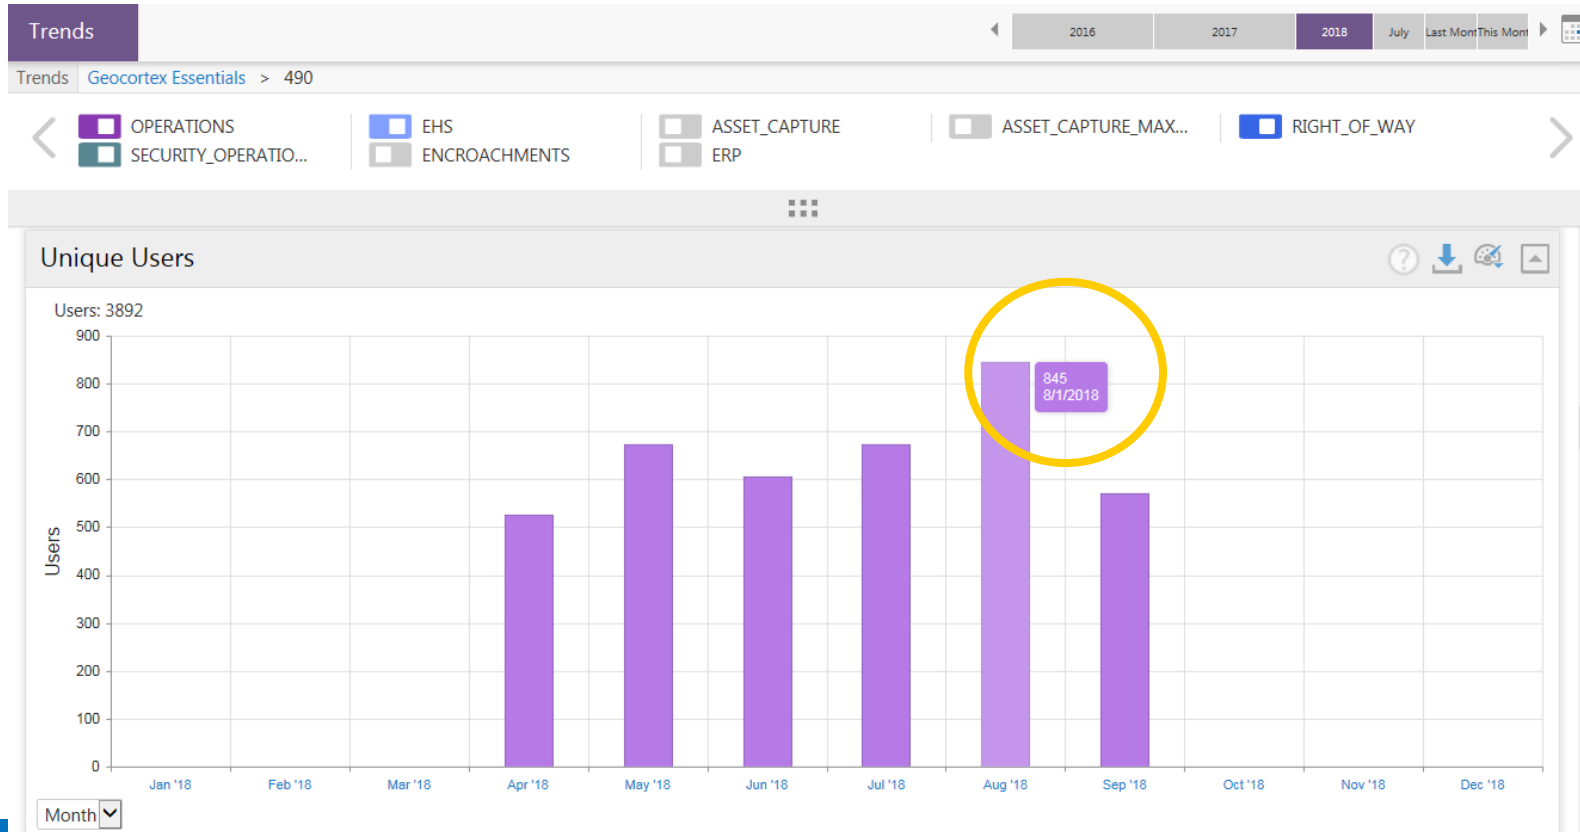 Trends
2016 2017 2018 July Last Mont This Mont
Trends Geocortex Essentials > 490
OPERATIONS EHS ASSET_CAPTURE ASSET_CAPTURE_MAX... RIGHT_OF_WAY
SECURITY_OPERATIO... ENCROACHMENTS ERP
Unique Users
?
Users: 3892
900
800
700
600
500
400
300
200
100
0
Users
845
8/1/2018
Jan '18 Feb '18 Mar '18 Apr '18 May '18 Jun '18 Jul '18 Aug '18 Sep '18 Oct '18 Nov '18 Dec '18
Month